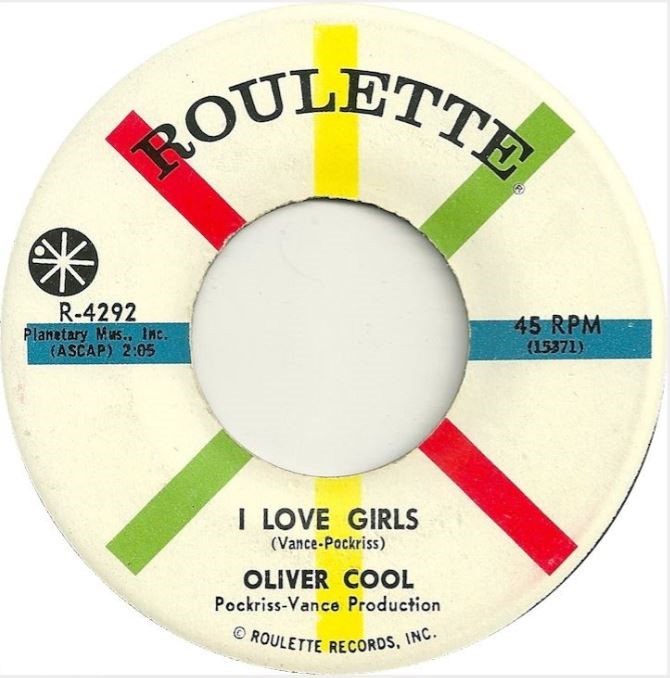 ROULETTE®
R-4292
Planetary Mus., Inc.
(ASCAP) 2:05
45 RPM
(15371)
I LOVE GIRLS
(Vance-Pockriss)
OLIVER COOL
Pockriss-Vance Production
© ROULETTE RECORDS, INC.